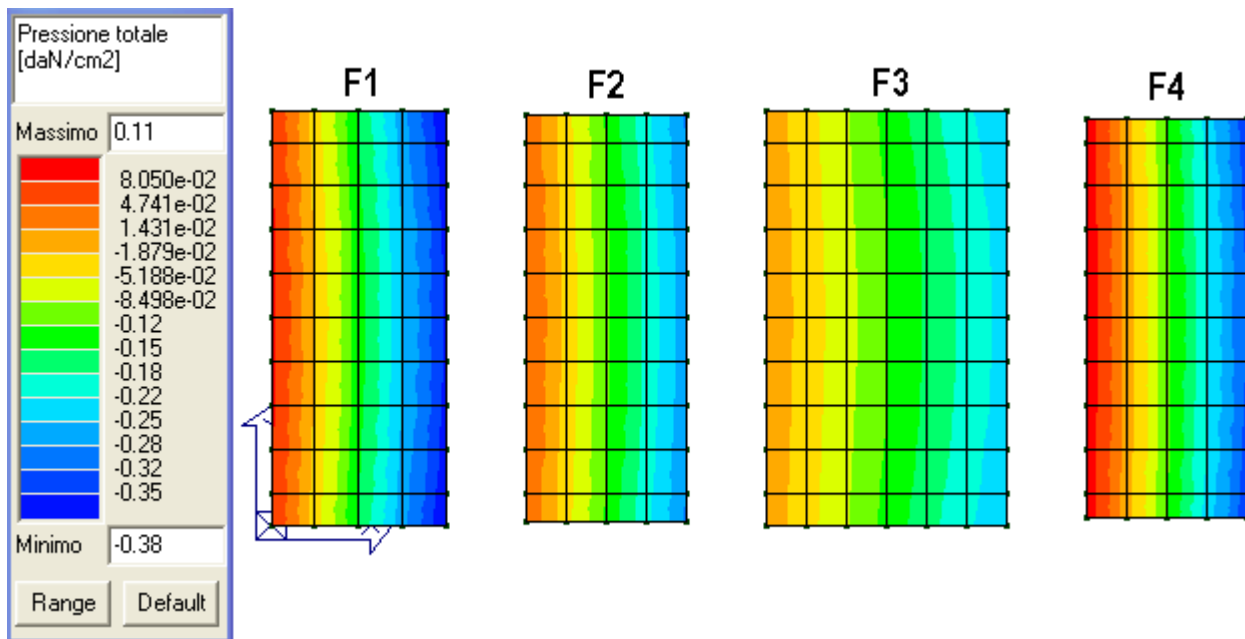 Pressione totale
[daN/cm2]
Massimo 0.11
8.050e-02
4.741e-02
1.431e-02
-1.879e-02
-5.188e-02
-8.498e-02
-0.12
-0.15
-0.18
-0.22
-0.25
-0.28
-0.32
-0.35
Minimo -0.38
Range Default
F1 F2 F3 F4